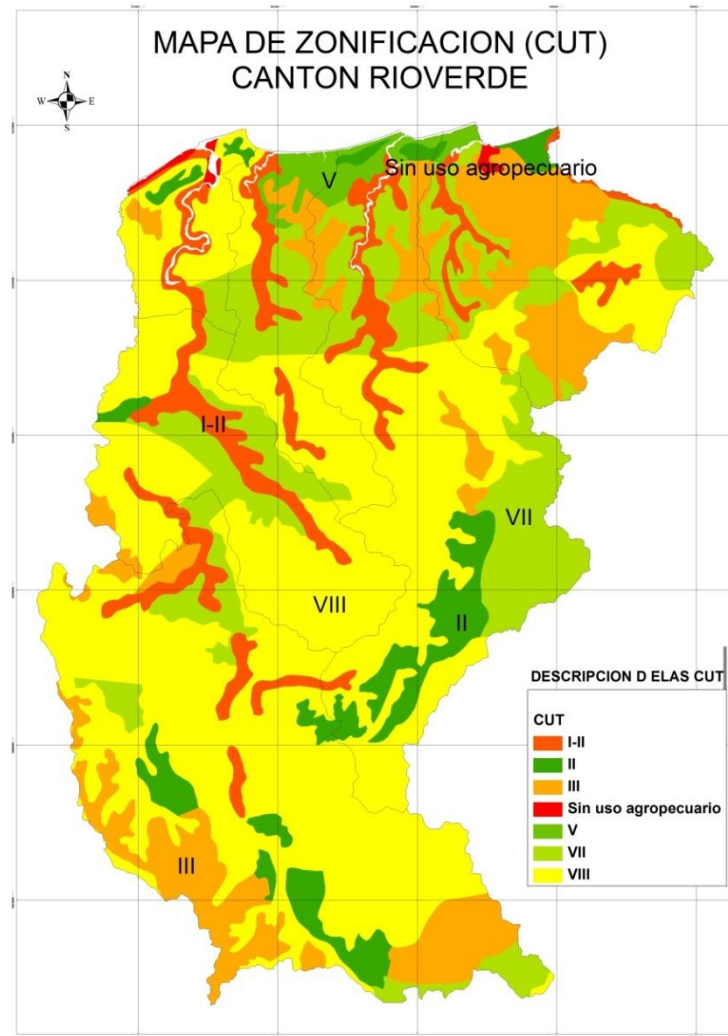 MAPA DE ZONIFICACION (CUT)
CANTON RIOVERDE
N
W E
S
Sin uso agropecuario
V
I-II
VII
VIII
II
III
DESCRIPCION D ELAS CUT
CUT
I-II
II
III
Sin uso agropecuario
V
VII
VIII